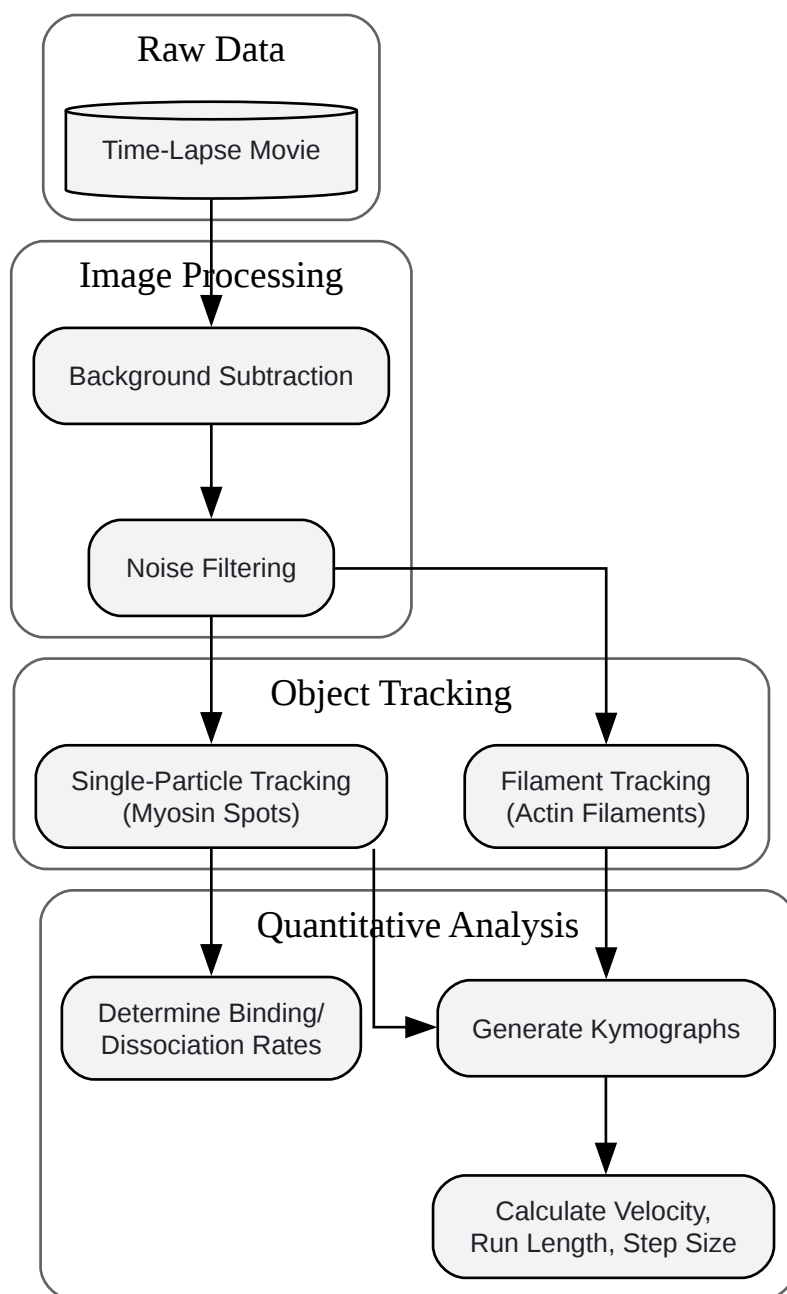 Raw Data
Time-Lapse Movie
Image Processing
Background Subtraction
Noise Filtering
Object Tracking
Single-Particle Tracking
(Myosin Spots)
Filament Tracking
(Actin Filaments)
Quantitative Analysis
Determine Binding/
Dissociation Rates
Generate Kymographs
Calculate Velocity,
Run Length, Step Size